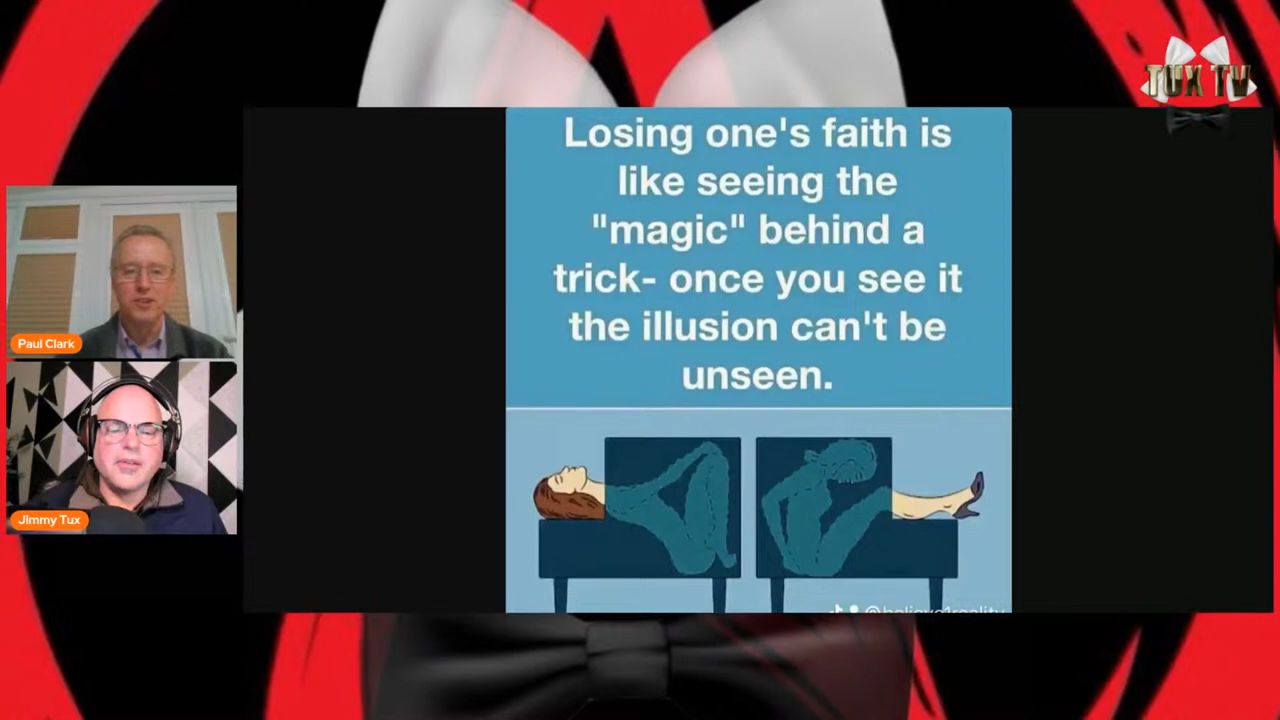 TUX TV
Losing one's faith is
like seeing the
"magic" behind a
trick- once you see it
the illusion can't be
unseen.
Paul Clark
Jimmy Tux
@believe1reality